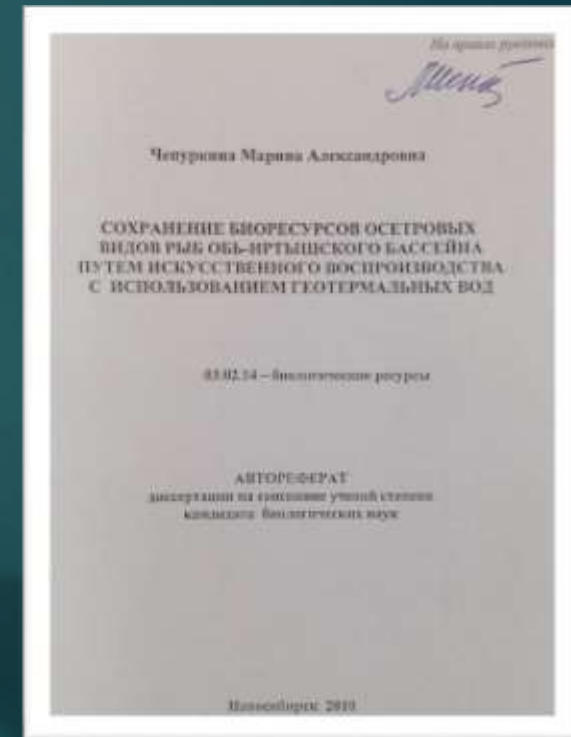 На правах рукописи
Чепуркина Марина Александровна
СОХРАНЕНИЕ БИОРЕСУРСОВ ОСЕТРОВЫХ
ВИДОВ РЫБ ОБЬ-ИРТЫШСКОГО БАССЕЙНА
ПУТЕМ ИСКУССТВЕННОГО ВОСПРОИЗВОДСТВА
С ИСПОЛЬЗОВАНИЕМ ГЕОТЕРМАЛЬНЫХ ВОД
03.02.14 – биологические ресурсы
АВТОРЕФЕРАТ
диссертации на соискание ученой степени
кандидата биологических наук
Новосибирск 2010